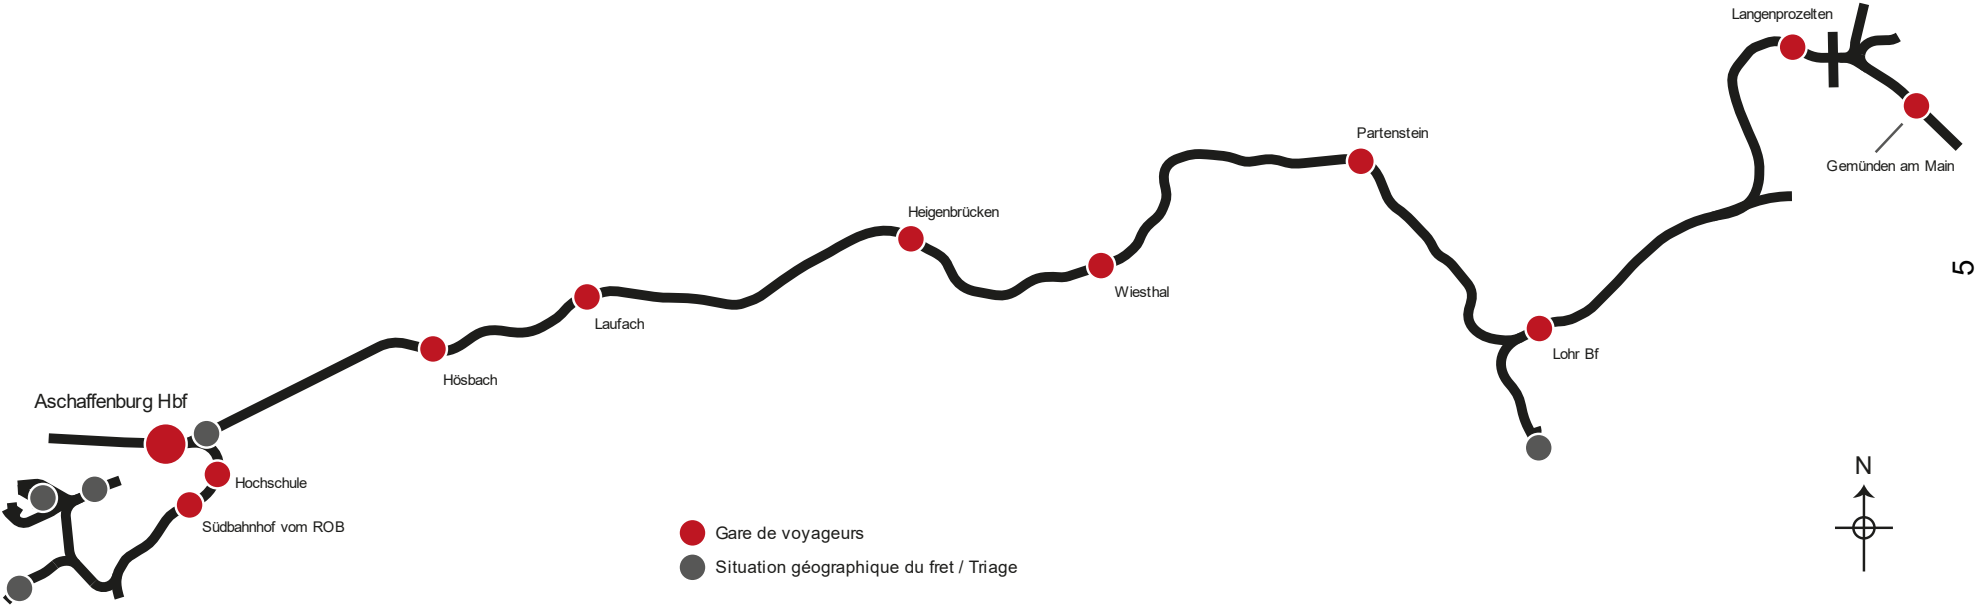 Langenprozelten
Partenstein
Gemünden am Main
Heigenbrücken
5
Wiesthal
Laufach
Lohr Bf
Hösbach
Aschaffenburg Hbf
N
Hochschule
Südbahnhof vom ROB
Gare de voyageurs
Situation géographique du fret / Triage